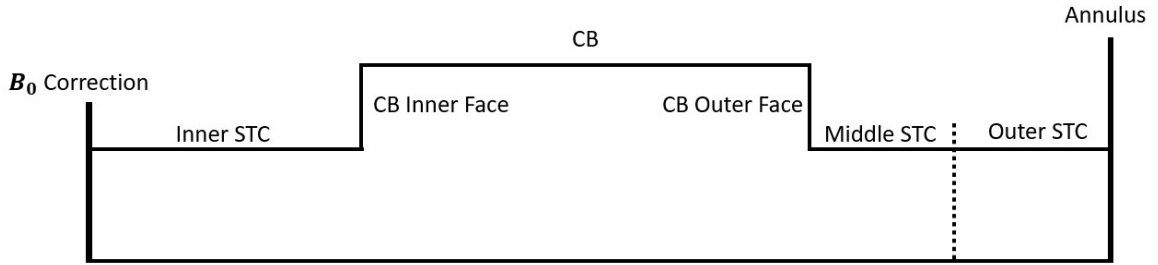 Annulus
CB
B₀ Correction
CB Inner Face
CB Outer Face
Inner STC
Middle STC
Outer STC